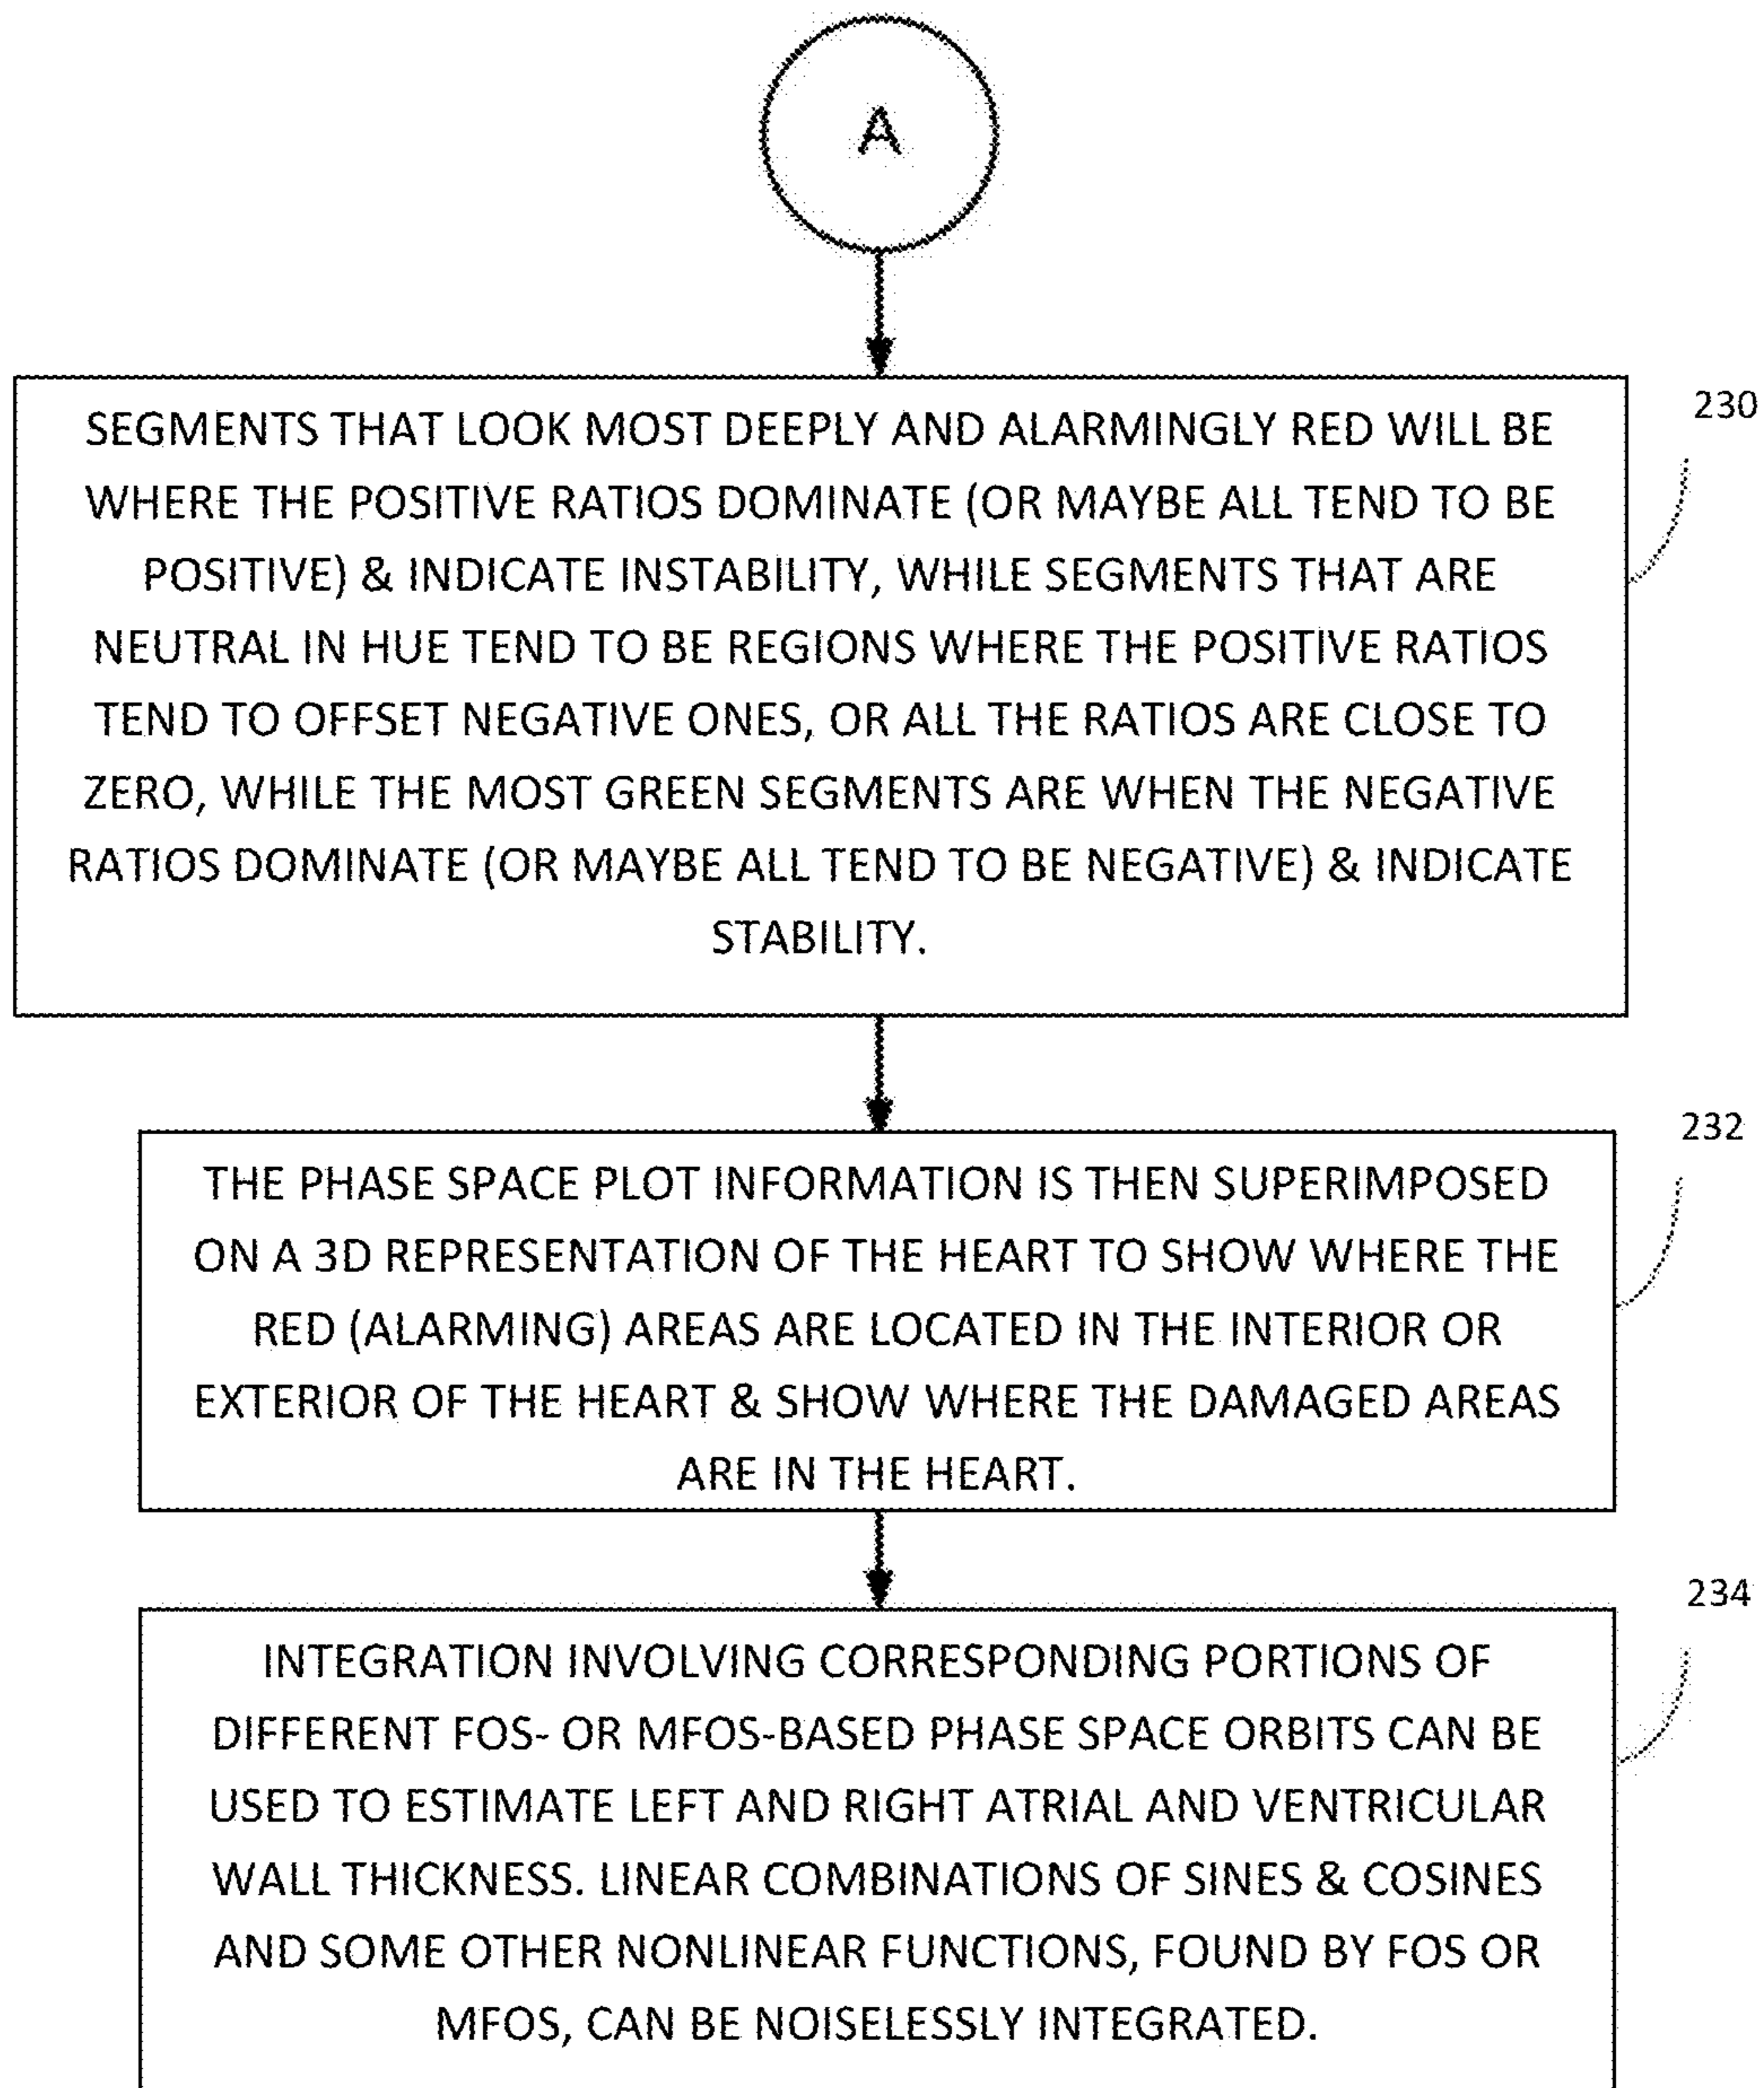 A
230
SEGMENTS THAT LOOK MOST DEEPLY AND ALARMINGLY RED WILL BE
WHERE THE POSITIVE RATIOS DOMINATE (OR MAYBE ALL TEND TO BE
POSITIVE) & INDICATE INSTABILITY, WHILE SEGMENTS THAT ARE
NEUTRAL IN HUE TEND TO BE REGIONS WHERE THE POSITIVE RATIOS
TEND TO OFFSET NEGATIVE ONES, OR ALL THE RATIOS ARE CLOSE TO
ZERO, WHILE THE MOST GREEN SEGMENTS ARE WHEN THE NEGATIVE
RATIOS DOMINATE (OR MAYBE ALL TEND TO BE NEGATIVE) & INDICATE
STABILITY.
232
THE PHASE SPACE PLOT INFORMATION IS THEN SUPERIMPOSED
ON A 3D REPRESENTATION OF THE HEART TO SHOW WHERE THE
RED (ALARMING) AREAS ARE LOCATED IN THE INTERIOR OR
EXTERIOR OF THE HEART & SHOW WHERE THE DAMAGED AREAS
ARE IN THE HEART.
234
INTEGRATION INVOLVING CORRESPONDING PORTIONS OF
DIFFERENT FOS- OR MFOS-BASED PHASE SPACE ORBITS CAN BE
USED TO ESTIMATE LEFT AND RIGHT ATRIAL AND VENTRICULAR
WALL THICKNESS. LINEAR COMBINATIONS OF SINES & COSINES
AND SOME OTHER NONLINEAR FUNCTIONS, FOUND BY FOS OR
MFOS, CAN BE NOISELESSLY INTEGRATED.